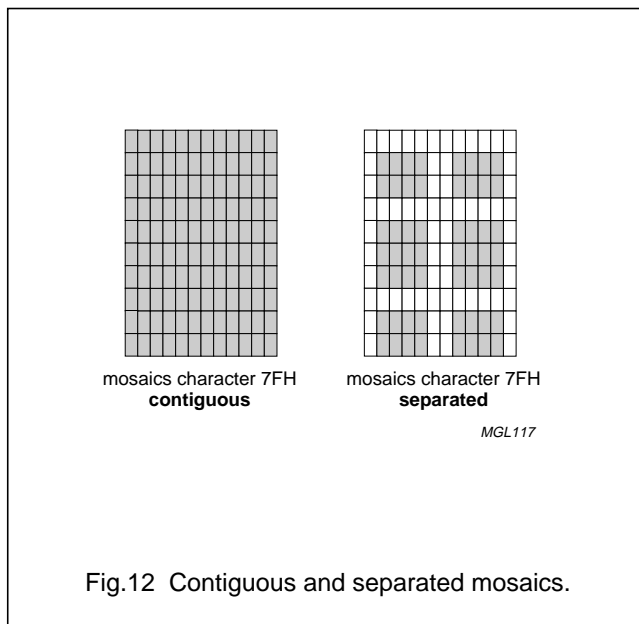 mosaics character 7FH
contiguous
mosaics character 7FH
separated
MGL117
Fig.12 Contiguous and separated mosaics.